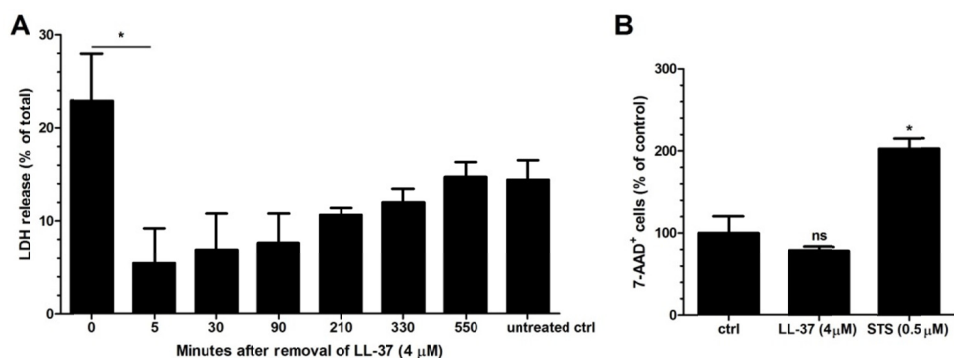 A
*
30
20
10
0
LDH release (% of total)
0 5 30 90 210 330 550 untreated ctrl
Minutes after removal of LL-37 (4 µM)
B
300
200
100
0
7-AAD⁺ cells (% of control)
ns
*
ctrl LL-37 (4µM) STS (0.5 µM)